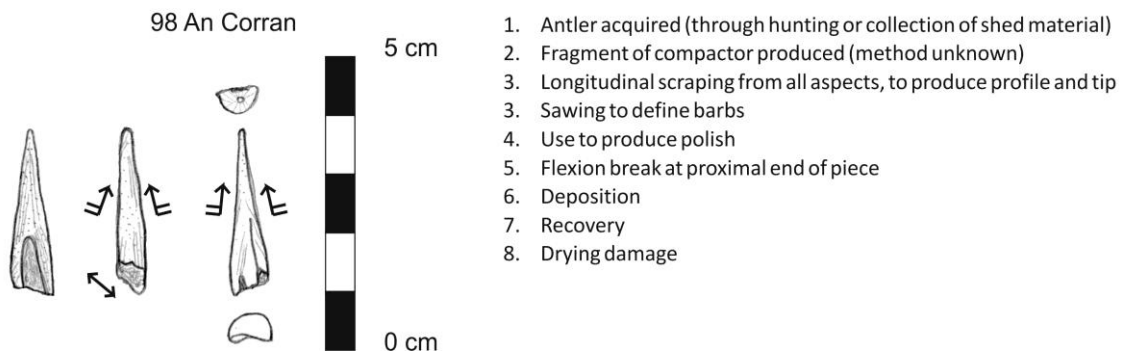 98 An Corran
5 cm
0 cm
1. Antler acquired (through hunting or collection of shed material)
2. Fragment of compactor produced (method unknown)
3. Longitudinal scraping from all aspects, to produce profile and tip
3. Sawing to define barbs
4. Use to produce polish
5. Flexion break at proximal end of piece
6. Deposition
7. Recovery
8. Drying damage